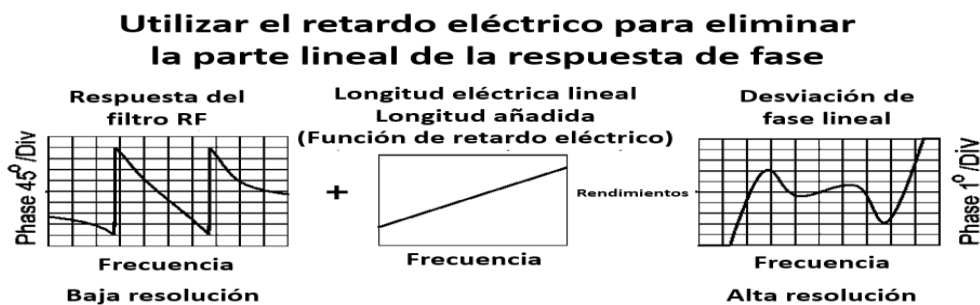 Utilizar el retardo eléctrico para eliminar
la parte lineal de la respuesta de fase
Respuesta del
filtro RF
Phase 45º/Div
Frecuencia
Baja resolución
+
Longitud eléctrica lineal
Longitud añadida
(Función de retardo eléctrico)
Frecuencia
Rendimientos
Desviación de
fase lineal
Phase 1º/Div
Frecuencia
Alta resolución